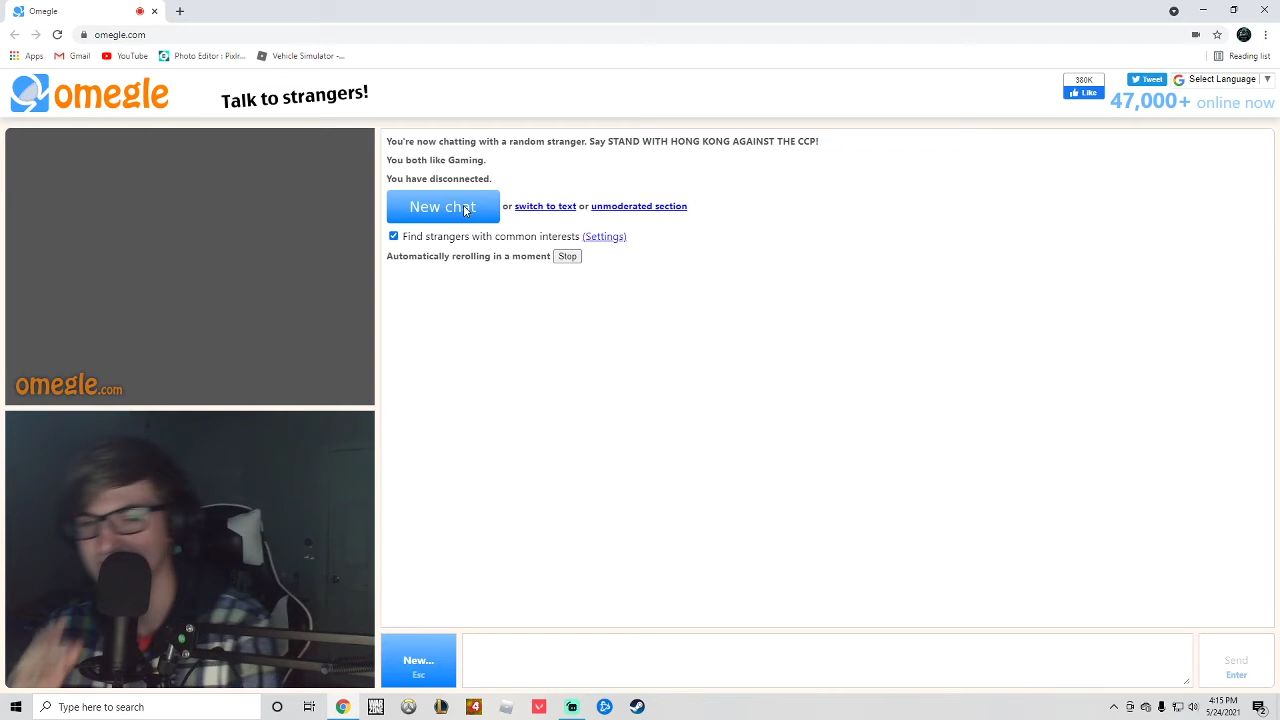 Omegle
omegle.com
Apps
Gmail
YouTube
Photo Editor : Pixlr...
Vehicle Simulator -...
Reading list
omegle
Talk to strangers!
380K
Like
Tweet
Select Language
47,000+ online now
You're now chatting with a random stranger. Say STAND WITH HONG KONG AGAINST THE CCP!
You both like Gaming.
You have disconnected.
New chat or switch to text or unmoderated section
Find strangers with common interests (Settings)
Automatically rerolling in a moment Stop
omegle.com
New...
Esc
Send
Enter
Type here to search
4:15 PM
5/24/2021